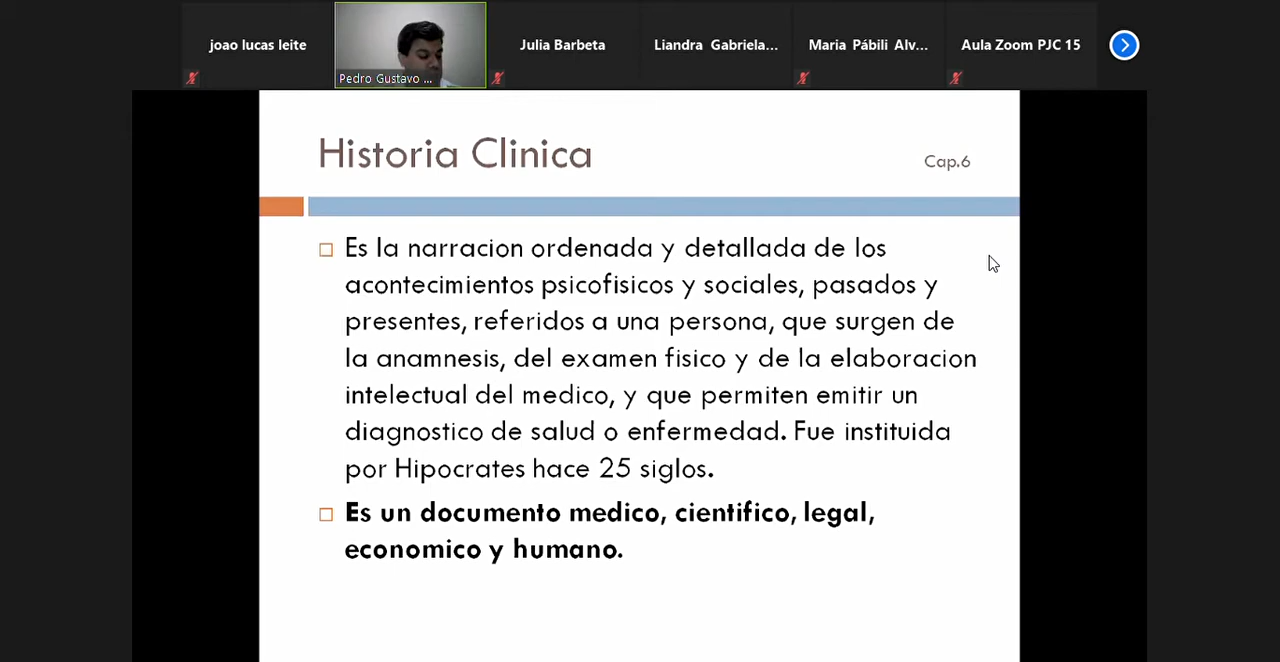 joao lucas leite
Pedro Gustavo ...
Julia Barbeta
Liandra Gabriela...
Maria Pábili Alv...
Aula Zoom PJC 15
Historia Clinica
Cap.6
Es la narracion ordenada y detallada de los
acontecimientos psicofisicos y sociales, pasados y
presentes, referidos a una persona, que surgen de
la anamnesis, del examen fisico y de la elaboracion
intelectual del medico, y que permiten emitir un
diagnostico de salud o enfermedad. Fue instituida
por Hipocrates hace 25 siglos.
Es un documento medico, cientifico, legal,
economico y humano.